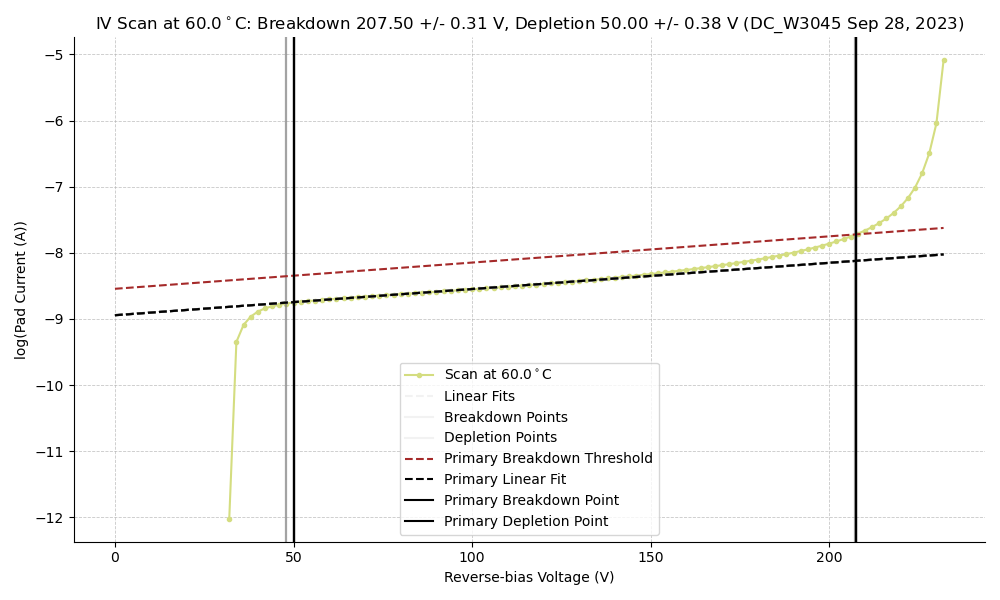 IV Scan at 60.0°C: Breakdown 207.50 +/- 0.31 V, Depletion 50.00 +/- 0.38 V (DC_W3045 Sep 28, 2023)
log(Pad Current (A))
−5
−6
−7
−8
−9
−10
−11
−12
Scan at 60.0°C
Linear Fits
Breakdown Points
Depletion Points
Primary Breakdown Threshold
Primary Linear Fit
Primary Breakdown Point
Primary Depletion Point
0 50 100 150 200
Reverse-bias Voltage (V)